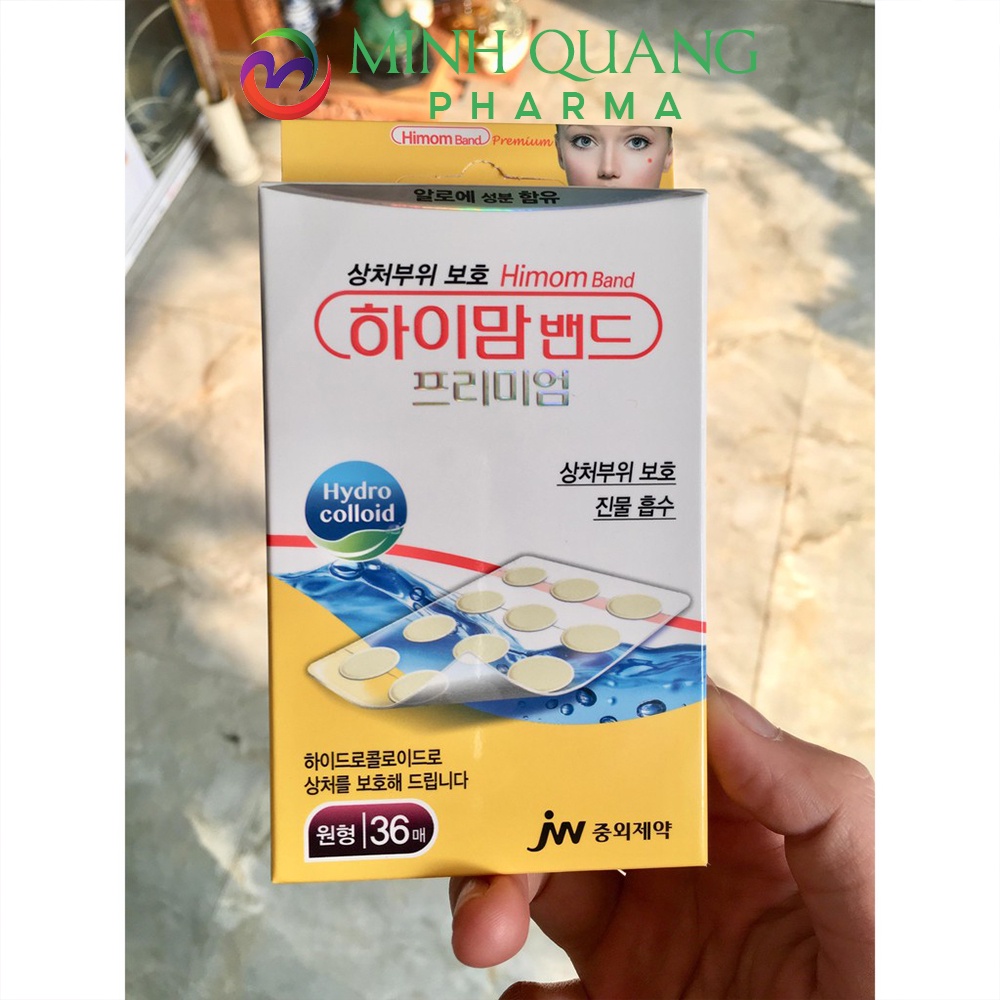 MINH QUANG
PHARMA
Himom Band Premium
알로에 성분 함유
상처부위 보호 Himom Band
하이맘 밴드
프리미엄
Hydro
colloid
상처부위 보호
진물 흡수
하이드로콜로이드로
상처를 보호해 드립니다
원형 36매
jw 중외제약